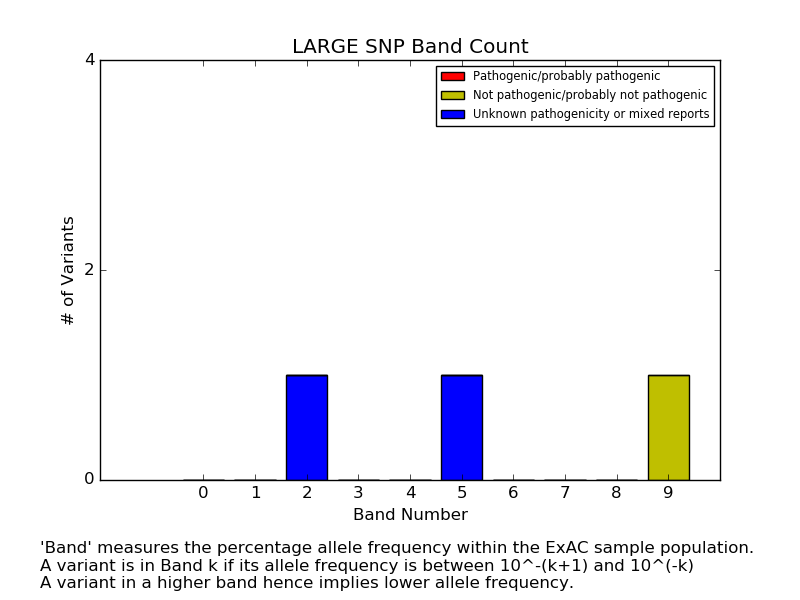 LARGE SNP Band Count
4
Pathogenic/probably pathogenic
Not pathogenic/probably not pathogenic
Unknown pathogenicity or mixed reports
# of Variants
2
0
0 1 2 3 4 5 6 7 8 9
Band Number
'Band' measures the percentage allele frequency within the ExAC sample population.
A variant is in Band k if its allele frequency is between 10^-(k+1) and 10^(-k)
A variant in a higher band hence implies lower allele frequency.